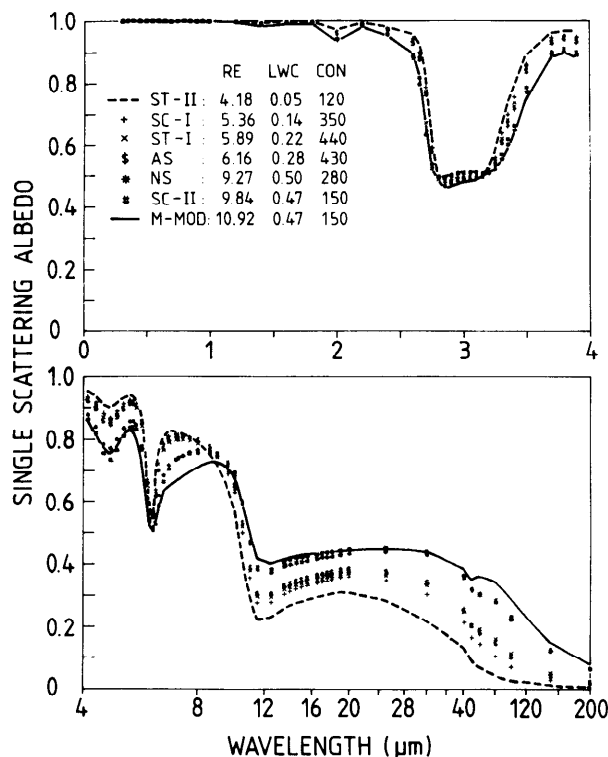 SINGLE SCATTERING ALBEDO
1.0
0.8
0.6
0.4
0.2
0
RE LWC CON
ST-II: 4.18 0.05 120
+ SC-I : 5.36 0.14 350
× ST-I : 5.89 0.22 440
$ AS : 6.16 0.28 430
* NS : 9.27 0.50 280
SC-II : 9.84 0.47 150
M-MOD: 10.92 0.47 150
0 1 2 3 4
SINGLE SCATTERING ALBEDO
1.0
0.8
0.6
0.4
0.2
0
4 8 12 16 20 24 28 40 120 200
WAVELENGTH (µm)